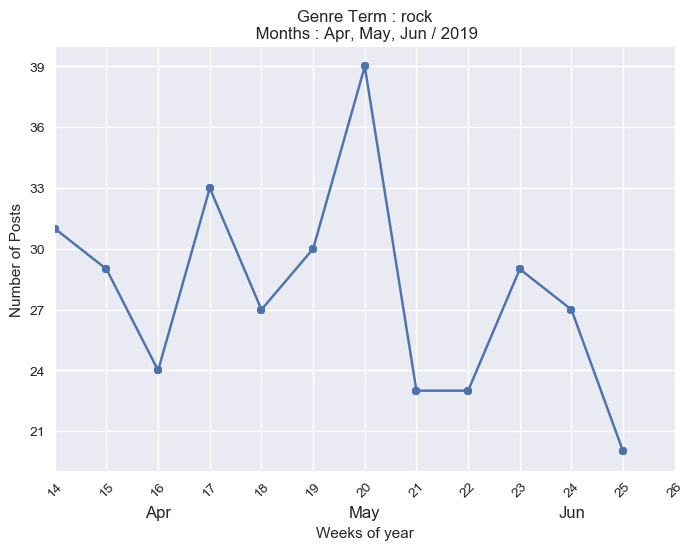 Genre Term : rock
Months : Apr, May, Jun / 2019
Number of Posts
39
36
33
30
27
24
21
14 15 16 17 18 19 20 21 22 23 24 25 26
Apr May Jun
Weeks of year